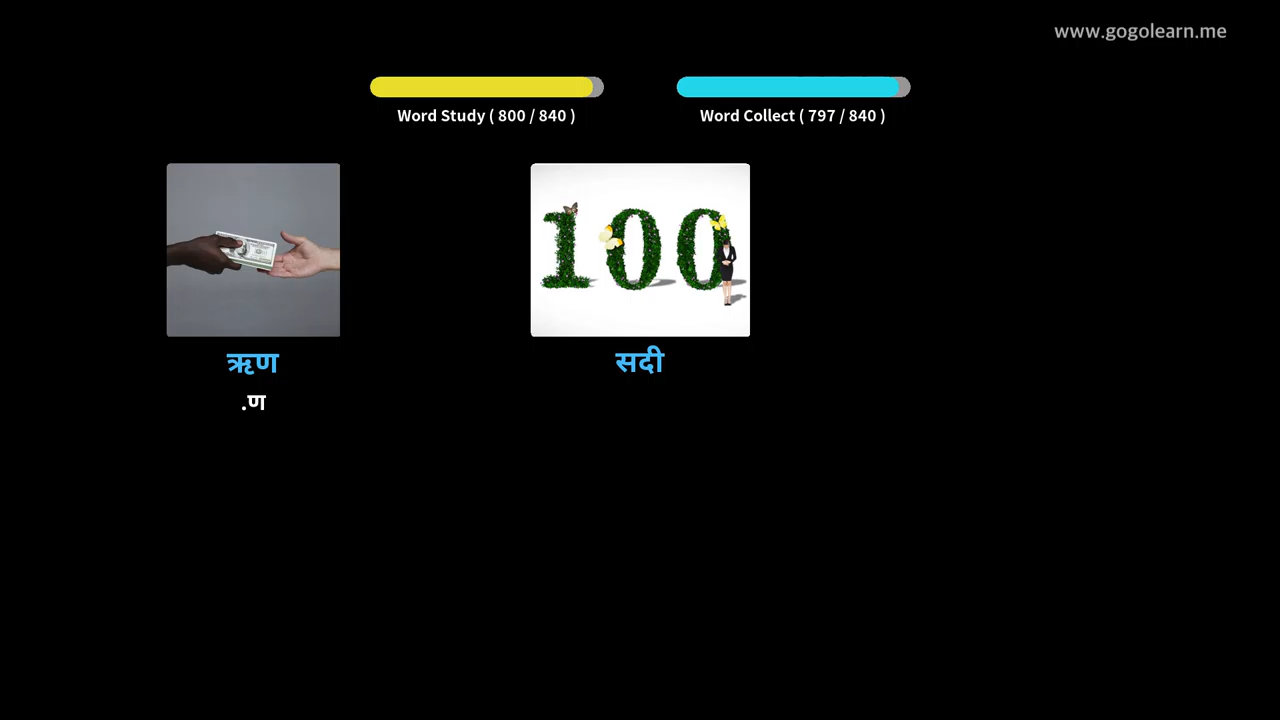 www.gogolearn.me
Word Study ( 800 / 840 )
Word Collect ( 797 / 840 )
100
ऋण
सदी
.ण